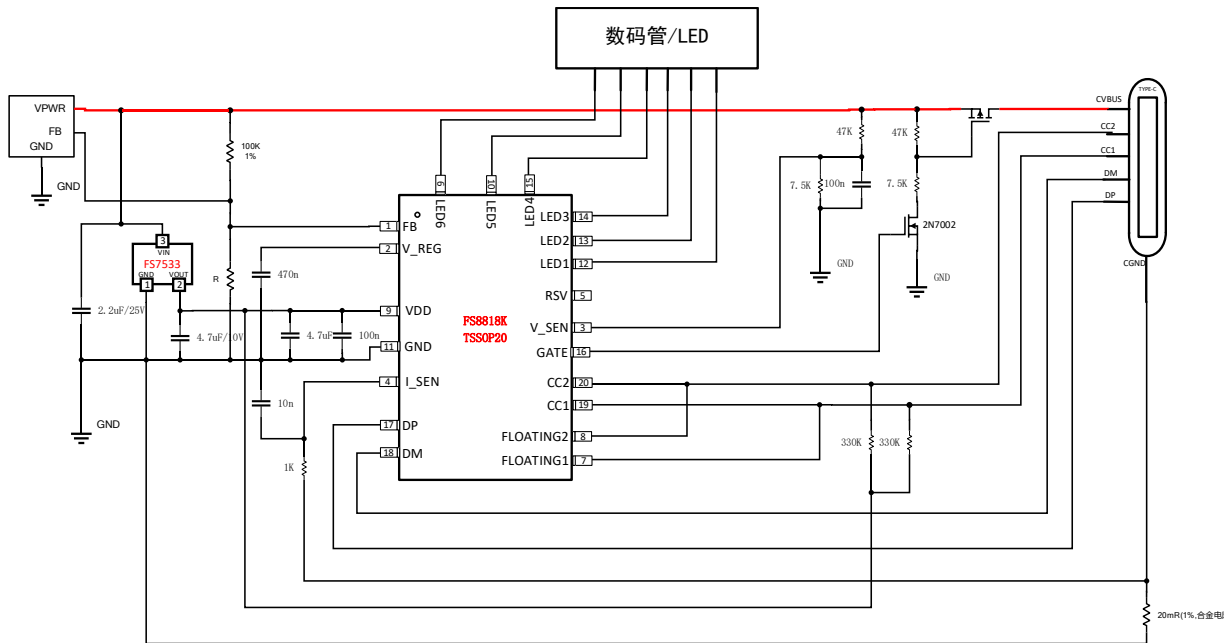 数码管/LED
VPWR
FB
GND
GND
100K
1%
R
3
VIN
FS7533
GND
VOUT
1
2
2.2uF/25V
4.7uF/10V
GND
470n
4.7uF
100n
10n
1K
6
10
15
LED6
LED5
LED4
1
FB
2
V_REG
9
VDD
11
GND
4
I_SEN
17
DP
18
DM
FS8818K
TSSOP20
LED3
14
LED2
13
LED1
12
RSV
5
V_SEN
3
GATE
16
CC2
20
CC1
19
FLOATING2
8
FLOATING1
7
47K
7.5K
100n
GND
47K
7.5K
2N7002
GND
330K
330K
TYPE-C
CVBUS
CC2
CC1
DM
DP
CGND
20mR(1%,合金电